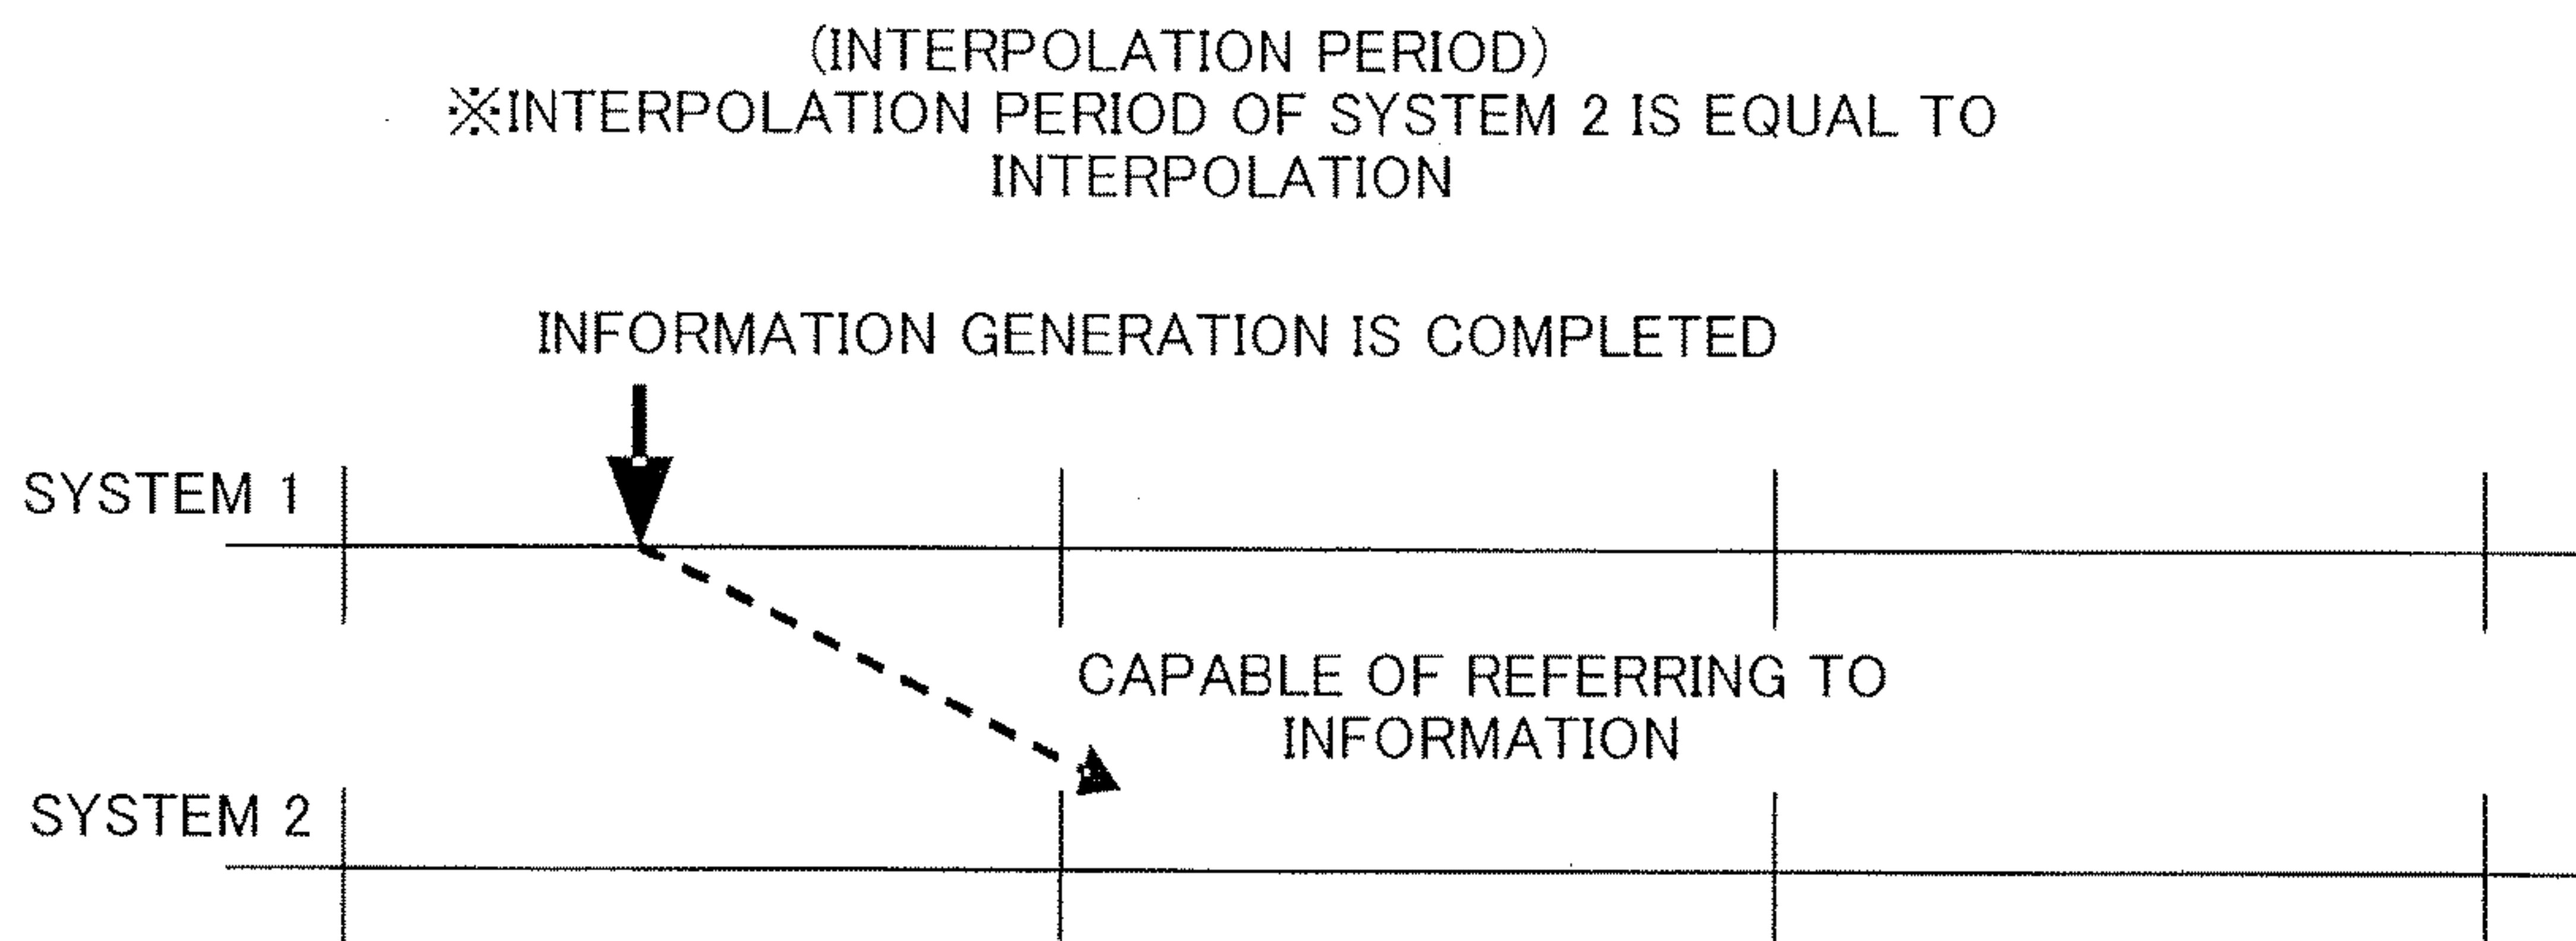 (INTERPOLATION PERIOD)
※INTERPOLATION PERIOD OF SYSTEM 2 IS EQUAL TO
INTERPOLATION
INFORMATION GENERATION IS COMPLETED
SYSTEM 1
CAPABLE OF REFERRING TO
INFORMATION
SYSTEM 2